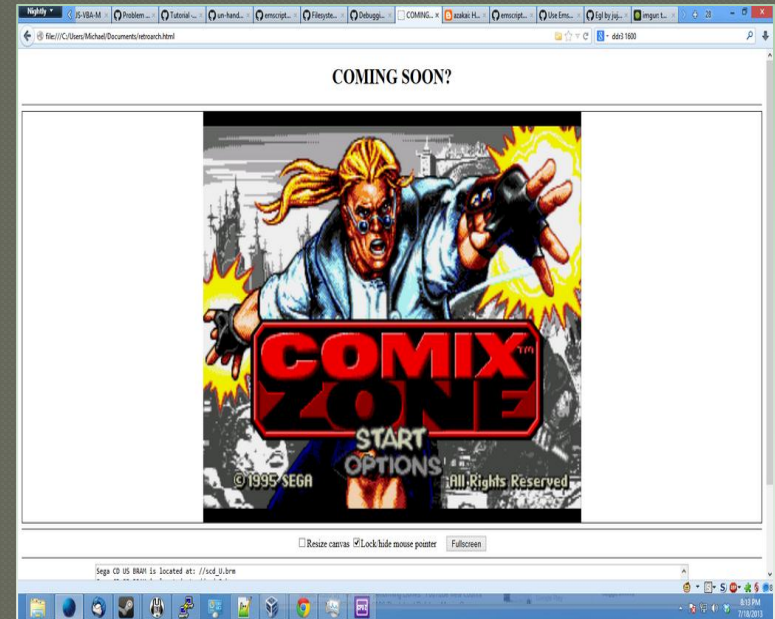 Nightly
JS-VBA-M
Problem ...
Tutorial -...
un-hand...
emscript...
Filesyste...
Debuggi...
COMING...
azakai: H...
emscript...
Use Ems...
Egl by juj...
imgur: t...
28
file:///C:/Users/Michael/Documents/retroarch.html
ddr3 1600
COMING SOON?
COMIX
TM
ZONE
START
OPTIONS
©1995 SEGA
All Rights Reserved
Resize canvas
Lock/hide mouse pointer
Fullscreen
Sega CD US BRAM is located at: //scd_U.brm
8:13 PM
7/18/2013